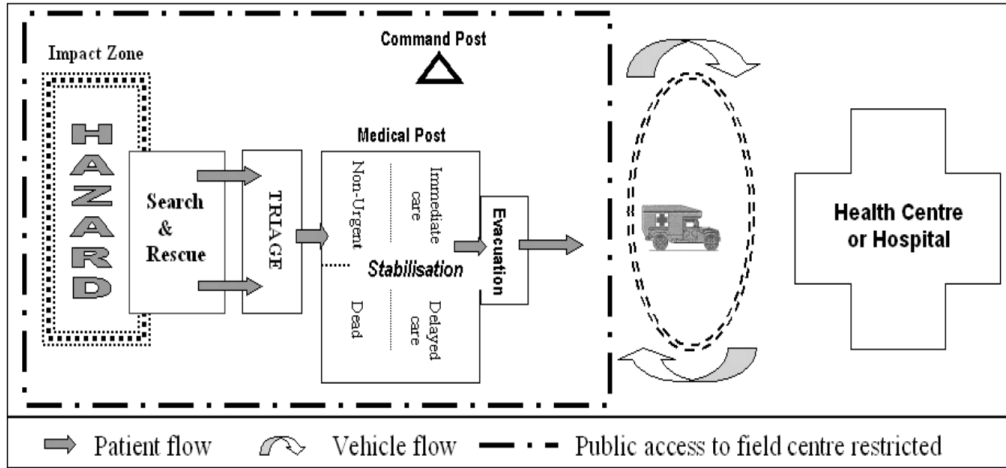 Command Post
Impact Zone
HAZARD
Search
&
Rescue
TRIAGE
Medical Post
Non-Urgent
Immediate
care
Stabilisation
Dead
Delayed
care
Evacuation
Health Centre
or Hospital
Patient flow
Vehicle flow
Public access to field centre restricted